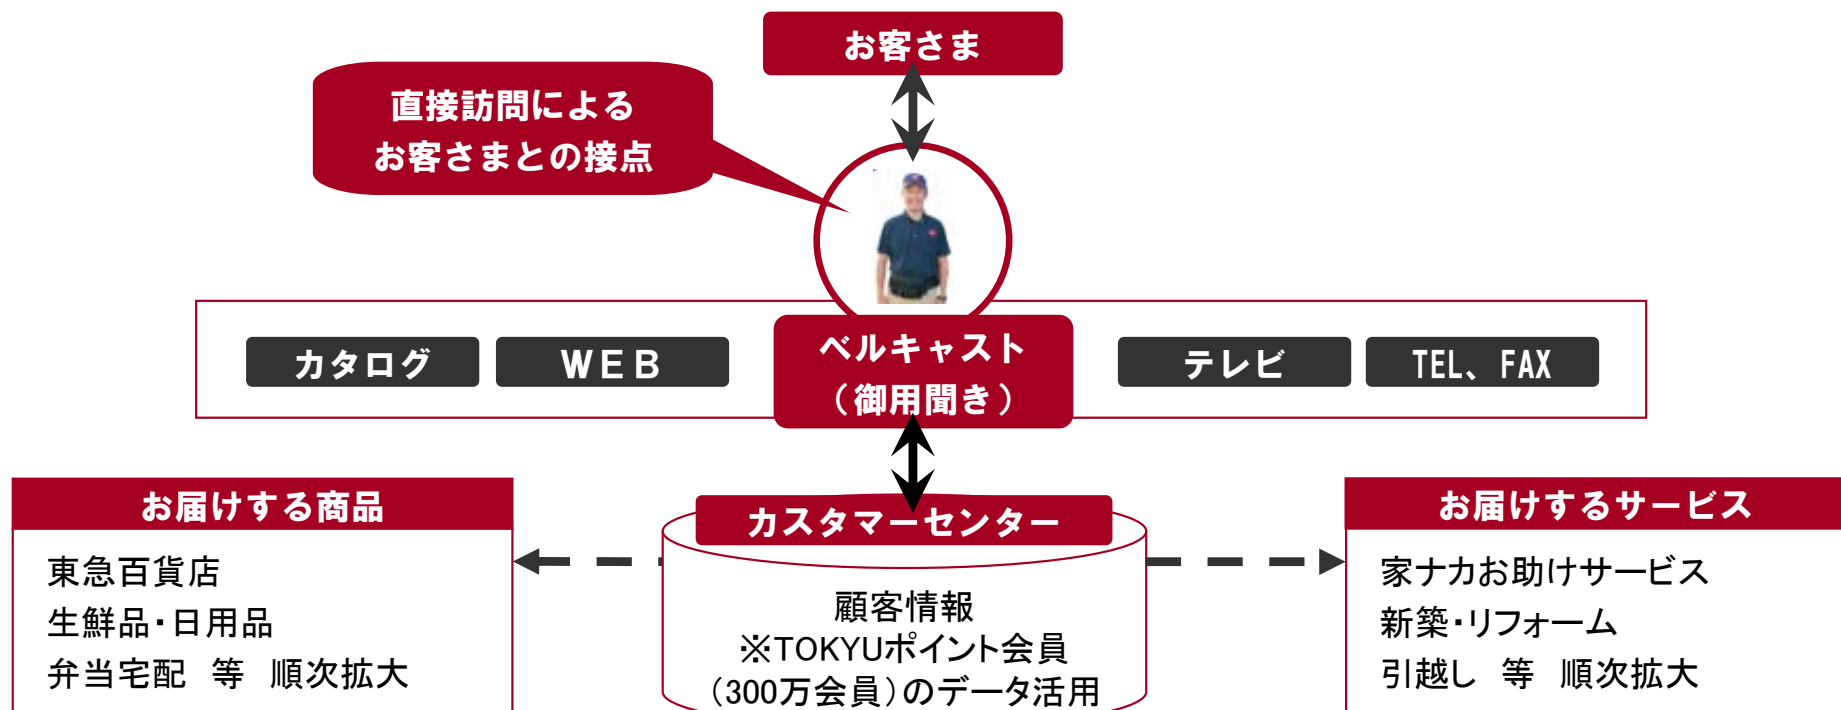 お客さま
直接訪問による
お客さまとの接点
カタログ
ＷＥＢ
ベルキャスト
（御用聞き）
テレビ
TEL、FAX
お届けする商品
東急百貨店
生鮮品・日用品
弁当宅配　等　順次拡大
カスタマーセンター
顧客情報
※TOKYUポイント会員
（300万会員）のデータ活用
お届けするサービス
家ナカお助けサービス
新築・リフォーム
引越し　等　順次拡大